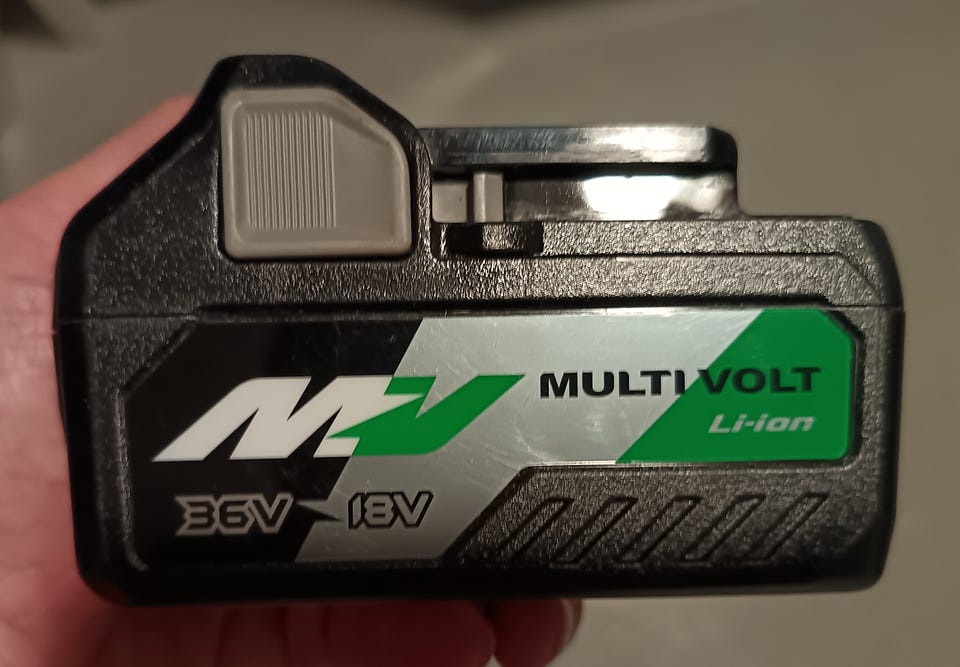 MV
MULTI VOLT
Li-ion
36V 18V